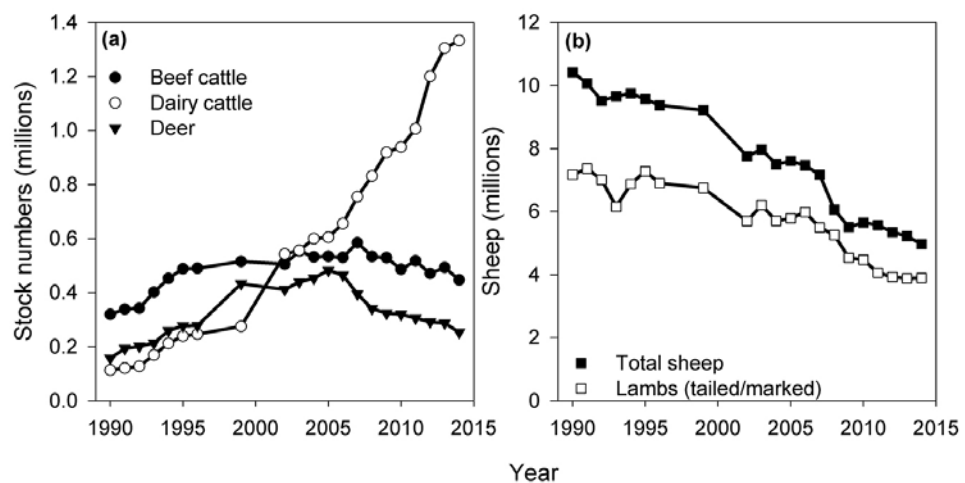 (a)
Beef cattle
Dairy cattle
Deer
Stock numbers (millions)
1.4
1.2
1.0
0.8
0.6
0.4
0.2
0.0
1990 1995 2000 2005 2010 2015
(b)
Sheep (millions)
12
10
8
6
4
2
0
Total sheep
Lambs (tailed/marked)
1990 1995 2000 2005 2010 2015
Year